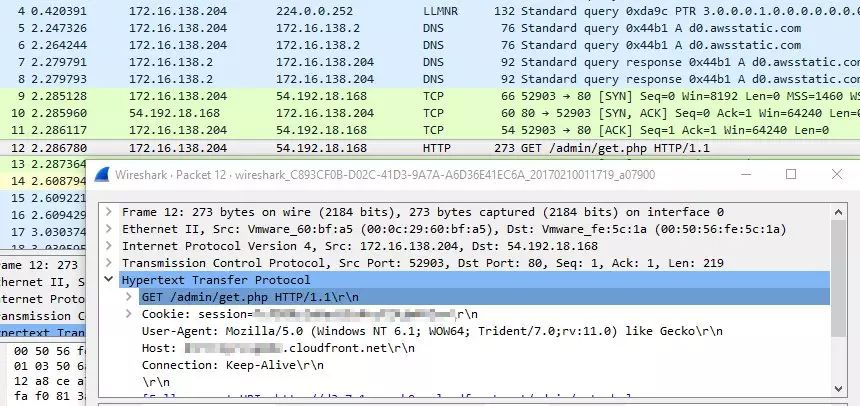 4 0.420391 172.16.138.204 224.0.0.252 LLMNR 132 Standard query 0xda9c PTR 3.0.0.0.1.0.0.0.0.0.0.0
5 2.247326 172.16.138.204 172.16.138.2 DNS 76 Standard query 0x44b1 A d0.awsstatic.com
6 2.264244 172.16.138.204 172.16.138.2 DNS 76 Standard query 0x44b1 A d0.awsstatic.com
7 2.279791 172.16.138.2 172.16.138.204 DNS 92 Standard query response 0x44b1 A d0.awsstatic.com
8 2.279793 172.16.138.2 172.16.138.204 DNS 92 Standard query response 0x44b1 A d0.awsstatic.com
9 2.285128 172.16.138.204 54.192.18.168 TCP 66 52903 → 80 [SYN] Seq=0 Win=8192 Len=0 MSS=1460 WS
10 2.285960 54.192.18.168 172.16.138.204 TCP 60 80 → 52903 [SYN, ACK] Seq=0 Ack=1 Win=64240 Len=
11 2.286117 172.16.138.204 54.192.18.168 TCP 54 52903 → 80 [ACK] Seq=1 Ack=1 Win=64240 Len=0
12 2.286780 172.16.138.204 54.192.18.168 HTTP 273 GET /admin/get.php HTTP/1.1
13 2.287364
14 2.608794
15 2.609221
16 2.609429
17 3.030374
Wireshark · Packet 12 · wireshark_C893CF0B-D02C-41D3-9A7A-A6D36E41EC6A_20170210011719_a07900
Frame 12: 273 bytes on wire (2184 bits), 273 bytes captured (2184 bits) on interface 0
Ethernet II, Src: Vmware_60:bf:a5 (00:0c:29:60:bf:a5), Dst: Vmware_fe:5c:1a (00:50:56:fe:5c:1a)
Internet Protocol Version 4, Src: 172.16.138.204, Dst: 54.192.18.168
Transmission Control Protocol, Src Port: 52903, Dst Port: 80, Seq: 1, Ack: 1, Len: 219
Hypertext Transfer Protocol
GET /admin/get.php HTTP/1.1\r\n
Cookie: session= \r\n
User-Agent: Mozilla/5.0 (Windows NT 6.1; WOW64; Trident/7.0;rv:11.0) like Gecko\r\n
Host: .cloudfront.net\r\n
Connection: Keep-Alive\r\n
\r\n
rame 12: 273
thernet II, S
nternet Proto
ransmission C
ypertext Tran
00 50 56 f
01 03 50 6
12 a8 ce a
fa f0 81 3